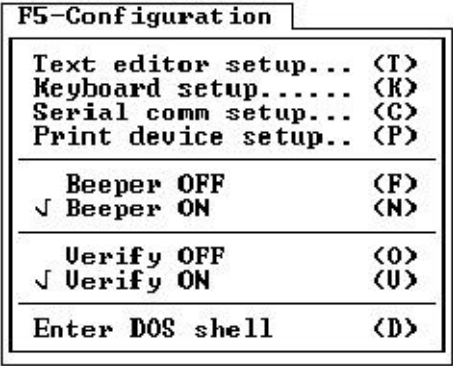 F5-Configuration
Text editor setup... <T>
Keyboard setup...... <K>
Serial comm setup... <C>
Print device setup.. <P>
Beeper OFF <F>
√ Beeper ON <N>
Verify OFF <O>
√ Verify ON <V>
Enter DOS shell <D>